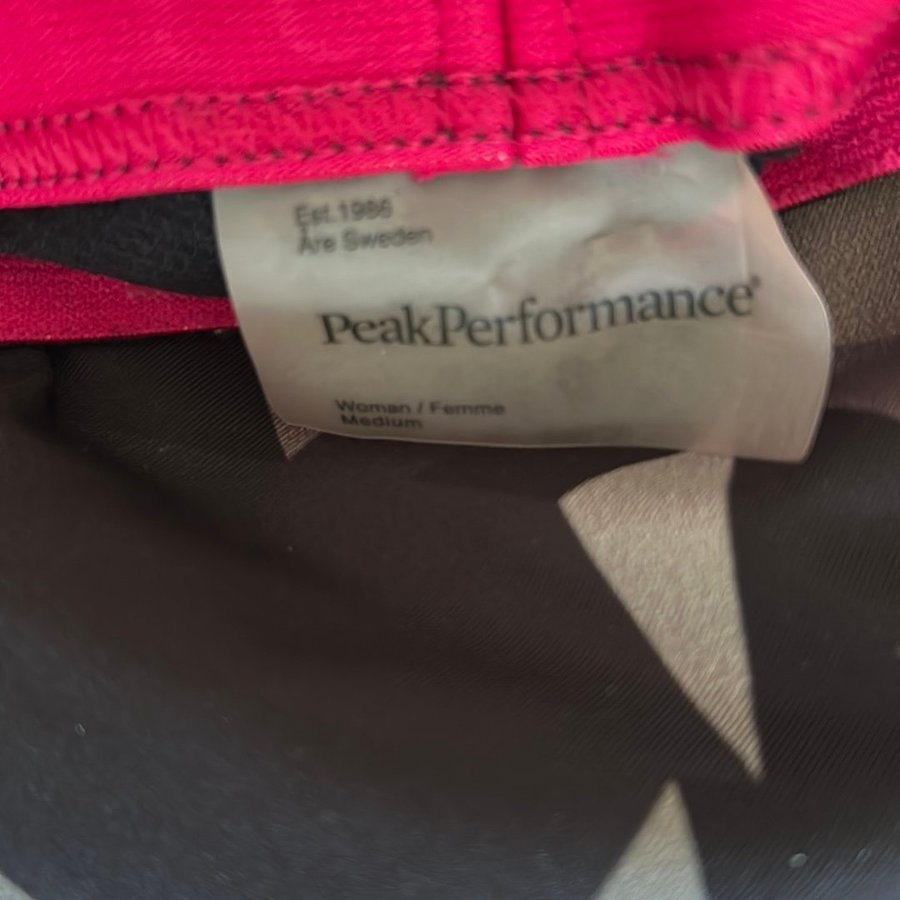 Est.1986
Åre Sweden
PeakPerformance®
Woman / Femme
Medium